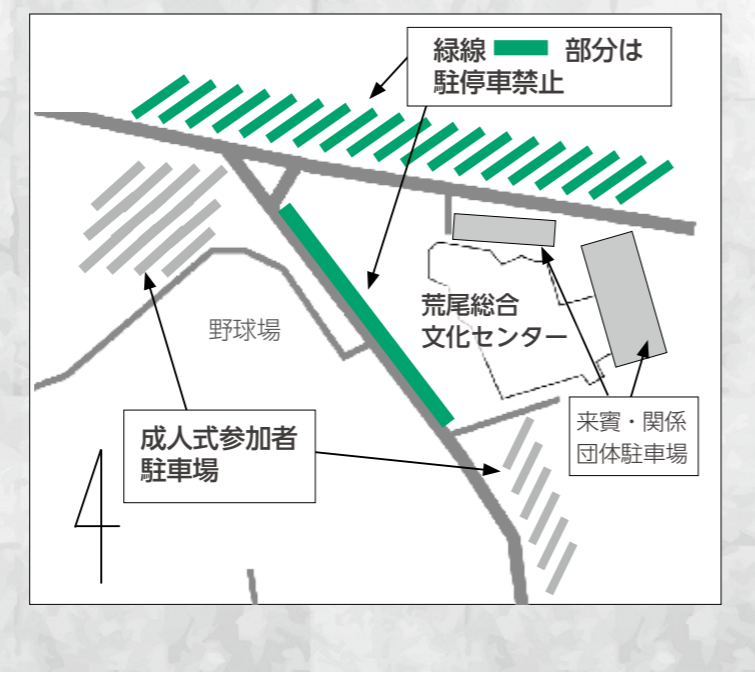 緑線 部分は
駐停車禁止
荒尾総合
文化センター
野球場
成人式参加者
駐車場
来賓・関係
団体駐車場